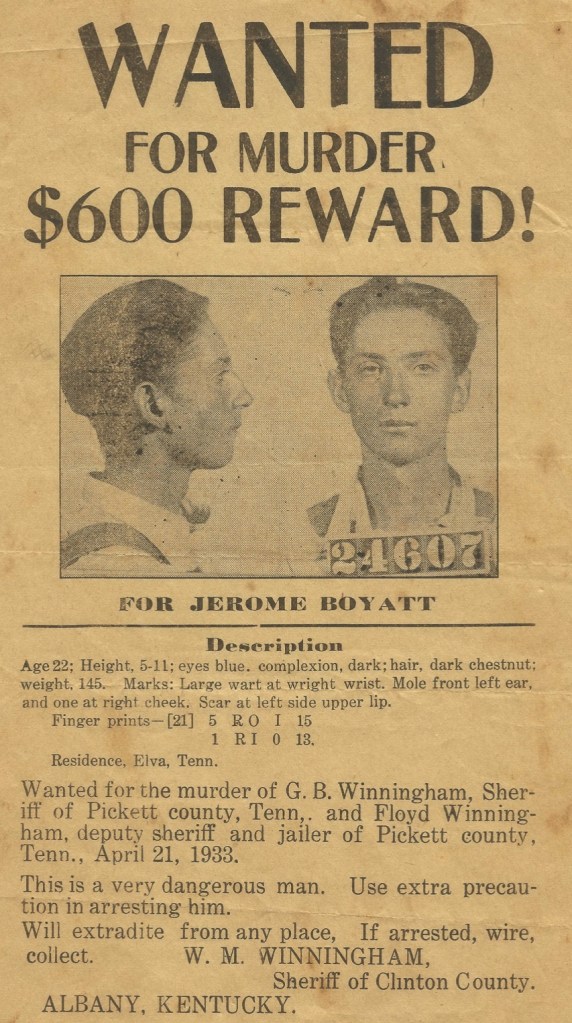 WANTED
FOR MURDER
$600 REWARD!
24607
FOR JEROME BOYATT
Description
Age 22; Height, 5-11; eyes blue. complexion, dark; hair, dark chestnut;
weight, 145. Marks: Large wart at wright wrist. Mole front left ear,
and one at right cheek. Scar at left side upper lip.
Finger prints—[21] 5 R O I 15
1 R I 0 13.
Residence, Elva, Tenn.
Wanted for the murder of G. B. Winningham, Sher-
iff of Pickett county, Tenn,. and Floyd Winning-
ham, deputy sheriff and jailer of Pickett county,
Tenn., April 21, 1933.
This is a very dangerous man. Use extra precau-
tion in arresting him.
Will extradite from any place, If arrested, wire,
collect. W. M. WINNINGHAM,
Sheriff of Clinton County.
ALBANY, KENTUCKY.